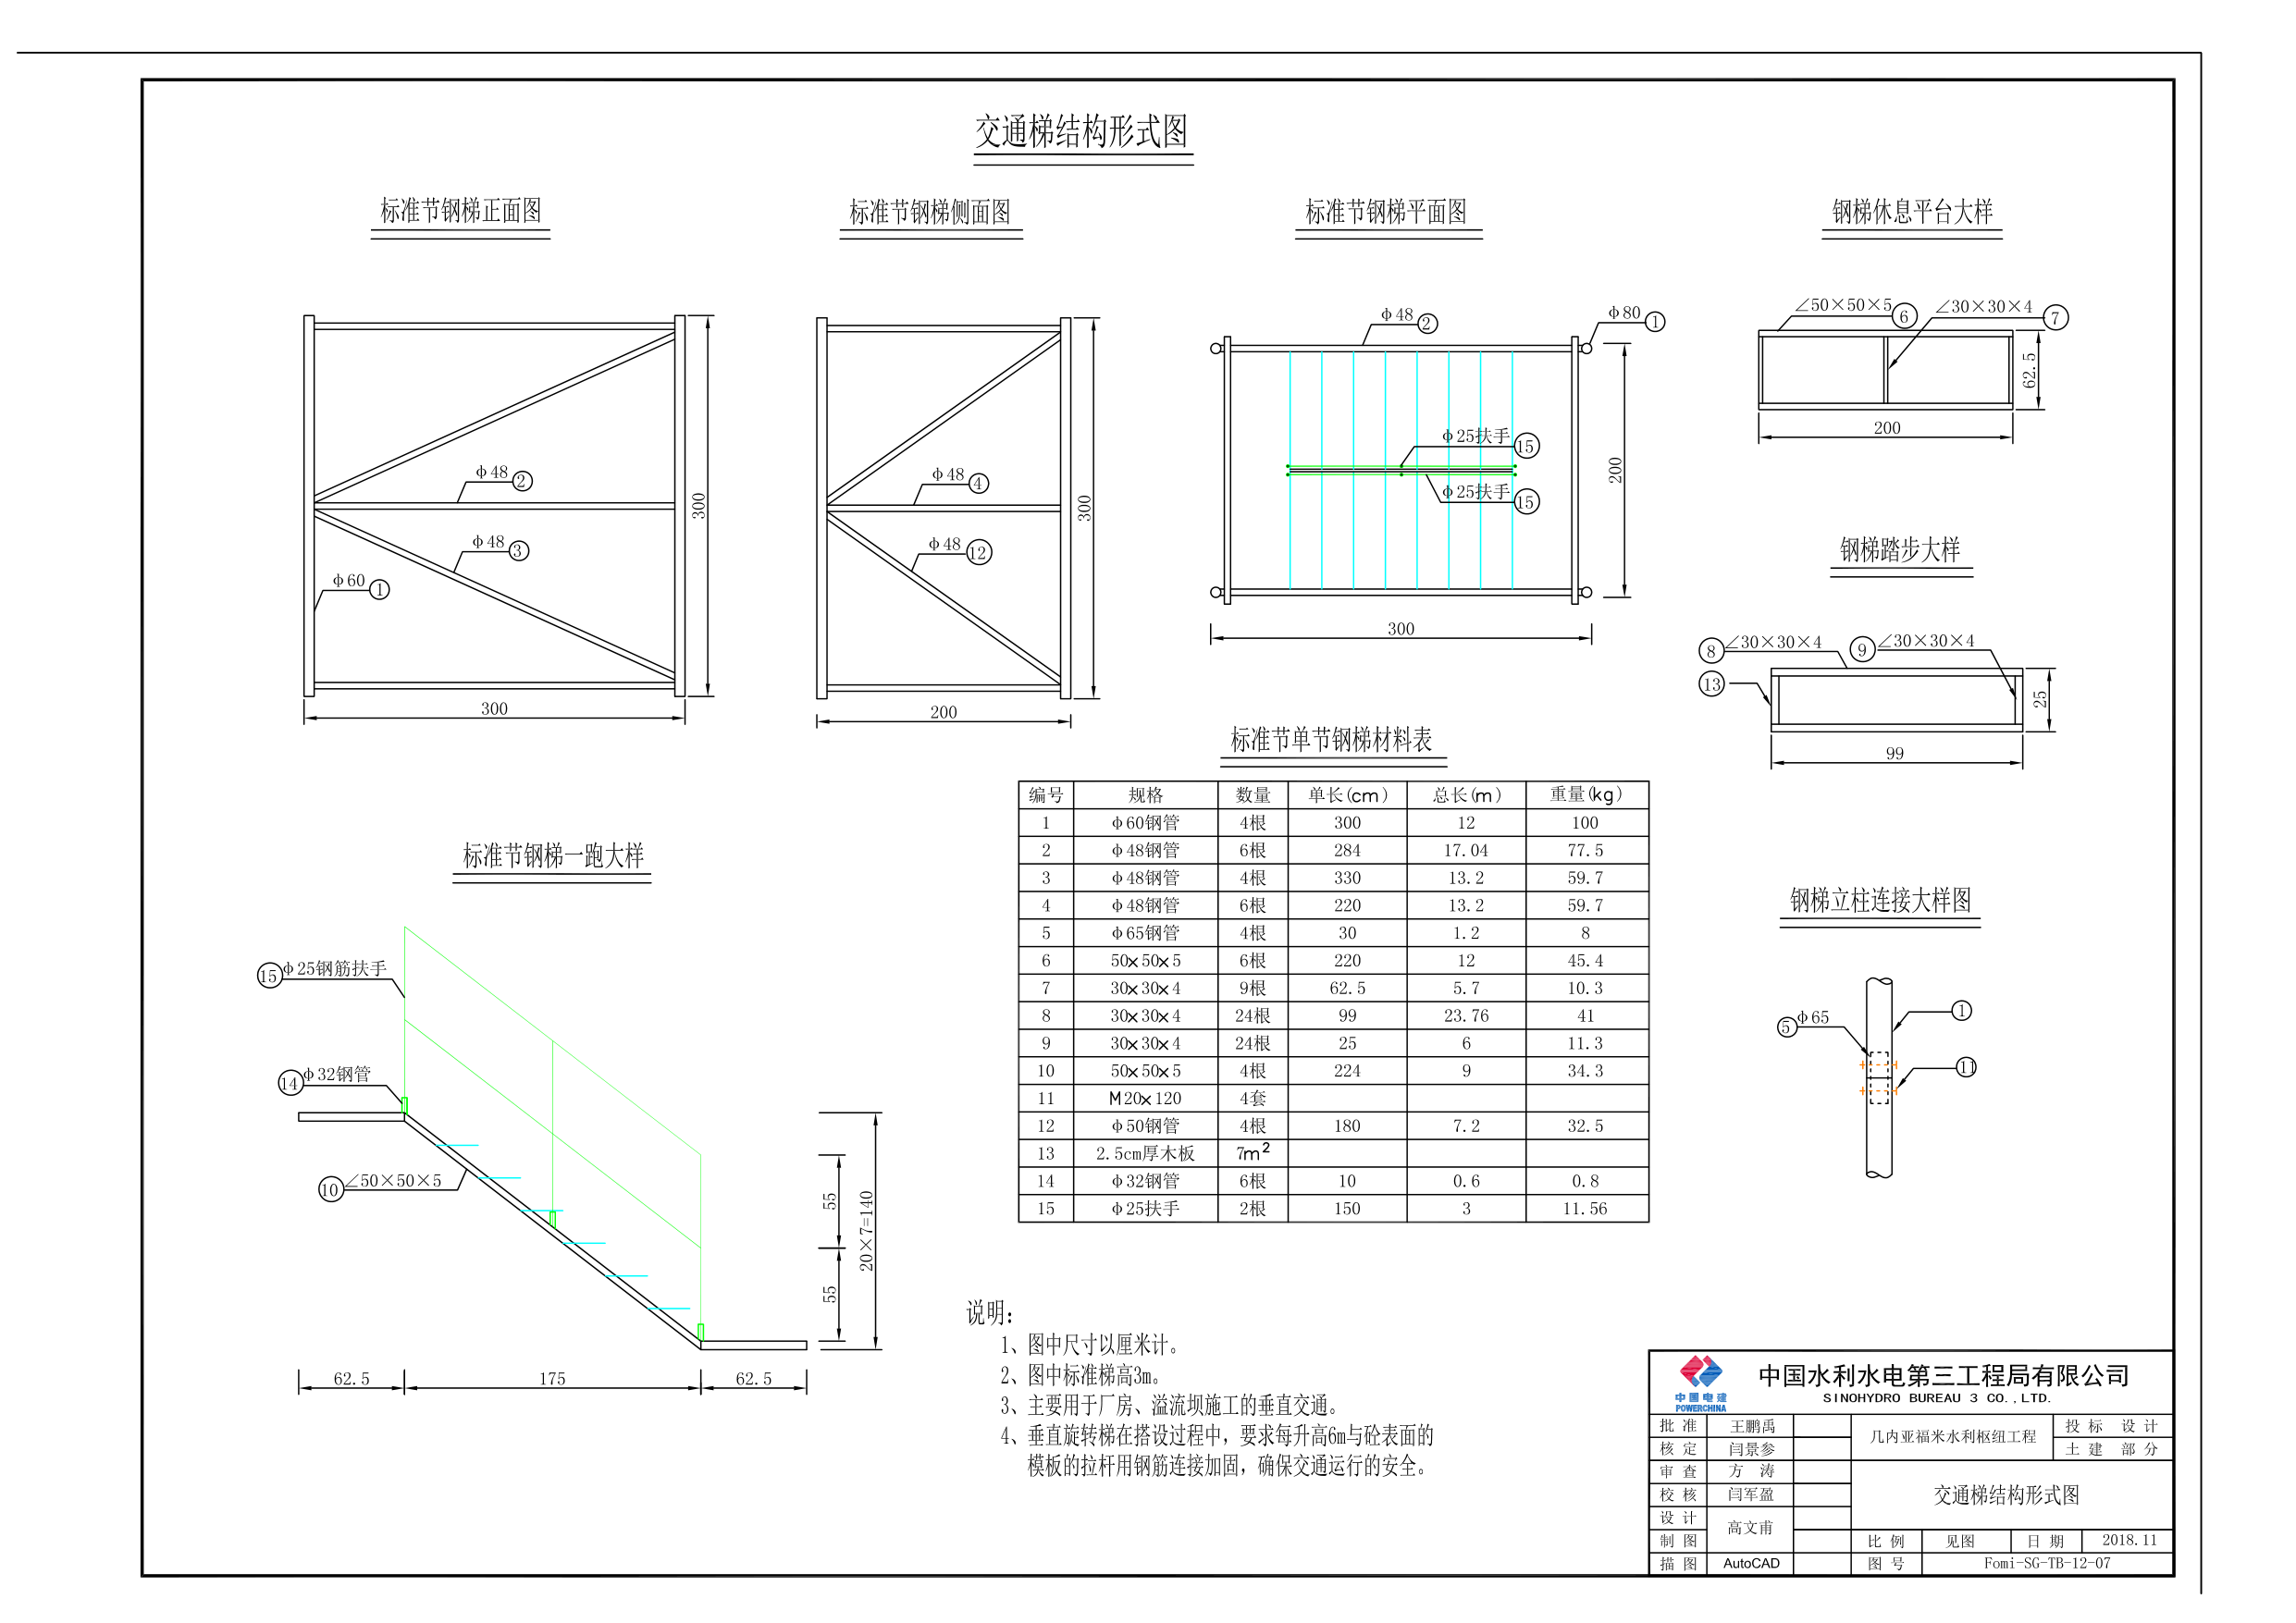 交通梯结构形式图
标准节钢梯正面图
标准节钢梯侧面图
标准节钢梯平面图
钢梯休息平台大样
φ48 2
φ48 3
φ60 1
300
300
φ48 4
φ48 12
300
200
φ48 2
φ80 1
φ25扶手 15
φ25扶手 15
200
300
∠50×50×5 6
∠30×30×4 7
62.5
200
钢梯踏步大样
8 ∠30×30×4
9 ∠30×30×4
13
25
99
标准节单节钢梯材料表
编号 规格 数量 单长(cm) 总长(m) 重量(kg)
1 φ60钢管 4根 300 12 100
2 φ48钢管 6根 284 17.04 77.5
3 φ48钢管 4根 330 13.2 59.7
4 φ48钢管 6根 220 13.2 59.7
5 φ65钢管 4根 30 1.2 8
6 50×50×5 6根 220 12 45.4
7 30×30×4 9根 62.5 5.7 10.3
8 30×30×4 24根 99 23.76 41
9 30×30×4 24根 25 6 11.3
10 50×50×5 4根 224 9 34.3
11 M20×120 4套
12 φ50钢管 4根 180 7.2 32.5
13 2.5cm厚木板 7m²
14 φ32钢管 6根 10 0.6 0.8
15 φ25扶手 2根 150 3 11.56
标准节钢梯一跑大样
15 φ25钢筋扶手
14 φ32钢管
10 ∠50×50×5
55
55
20×7=140
62.5
175
62.5
钢梯立柱连接大样图
5 φ65
1
11
说明:
1、图中尺寸以厘米计。
2、图中标准梯高3m。
3、主要用于厂房、溢流坝施工的垂直交通。
4、垂直旋转梯在搭设过程中，要求每升高6m与砼表面的
模板的拉杆用钢筋连接加固，确保交通运行的安全。
中国电建
POWERCHINA
中国水利水电第三工程局有限公司
SINOHYDRO BUREAU 3 CO.,LTD.
批准 王鹏禹
核定 闫景参
审查 方 涛
校核 闫军盈
设计
制图
高文甫
描图 AutoCAD
几内亚福米水利枢纽工程
投标 设计
土建 部分
交通梯结构形式图
比例 见图 日期 2018.11
图号 Fomi-SG-TB-12-07